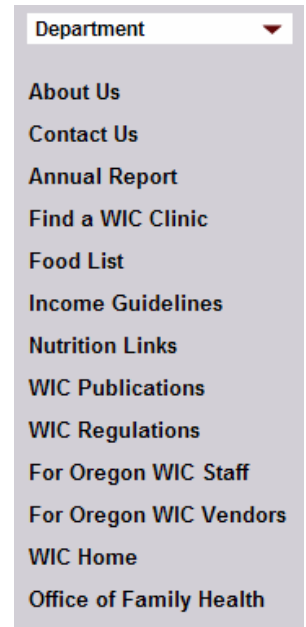 Department
About Us
Contact Us
Annual Report
Find a WIC Clinic
Food List
Income Guidelines
Nutrition Links
WIC Publications
WIC Regulations
For Oregon WIC Staff
For Oregon WIC Vendors
WIC Home
Office of Family Health